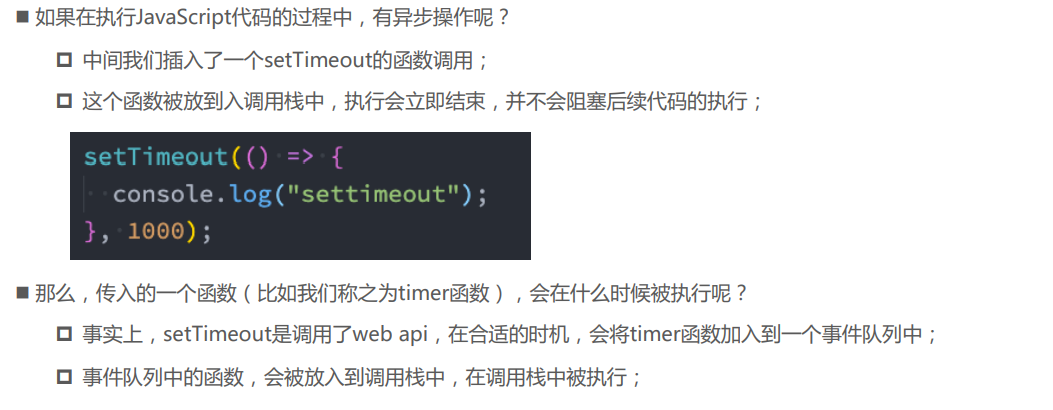 ■ 如果在执行JavaScript代码的过程中，有异步操作呢？
中间我们插入了一个setTimeout的函数调用；
这个函数被放到入调用栈中，执行会立即结束，并不会阻塞后续代码的执行；
setTimeout(() => {
console.log("settimeout");
}, 1000);
■ 那么，传入的一个函数（比如我们称之为timer函数），会在什么时候被执行呢？
事实上，setTimeout是调用了web api，在合适的时机，会将timer函数加入到一个事件队列中；
事件队列中的函数，会被放入到调用栈中，在调用栈中被执行；